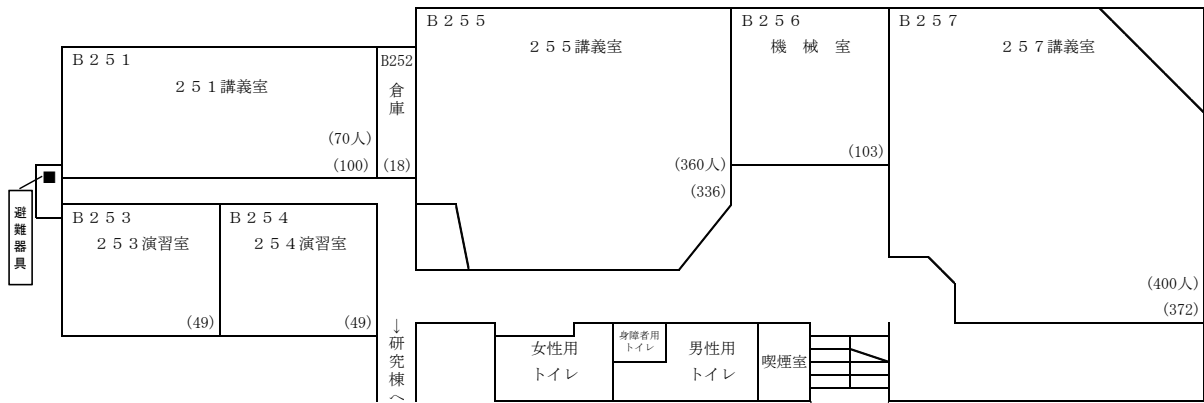 Ｂ２５１
２５１講義室
(70人)
(100)
B252
倉庫
(18)
Ｂ２５５
２５５講義室
(360人)
(336)
Ｂ２５６
機　械　室
(103)
Ｂ２５７
２５７講義室
(400人)
(372)
避難器具
Ｂ２５３
２５３演習室
(49)
Ｂ２５４
２５４演習室
(49)
↓研究棟へ
女性用
トイレ
身障者用
トイレ
男性用
トイレ
喫煙室